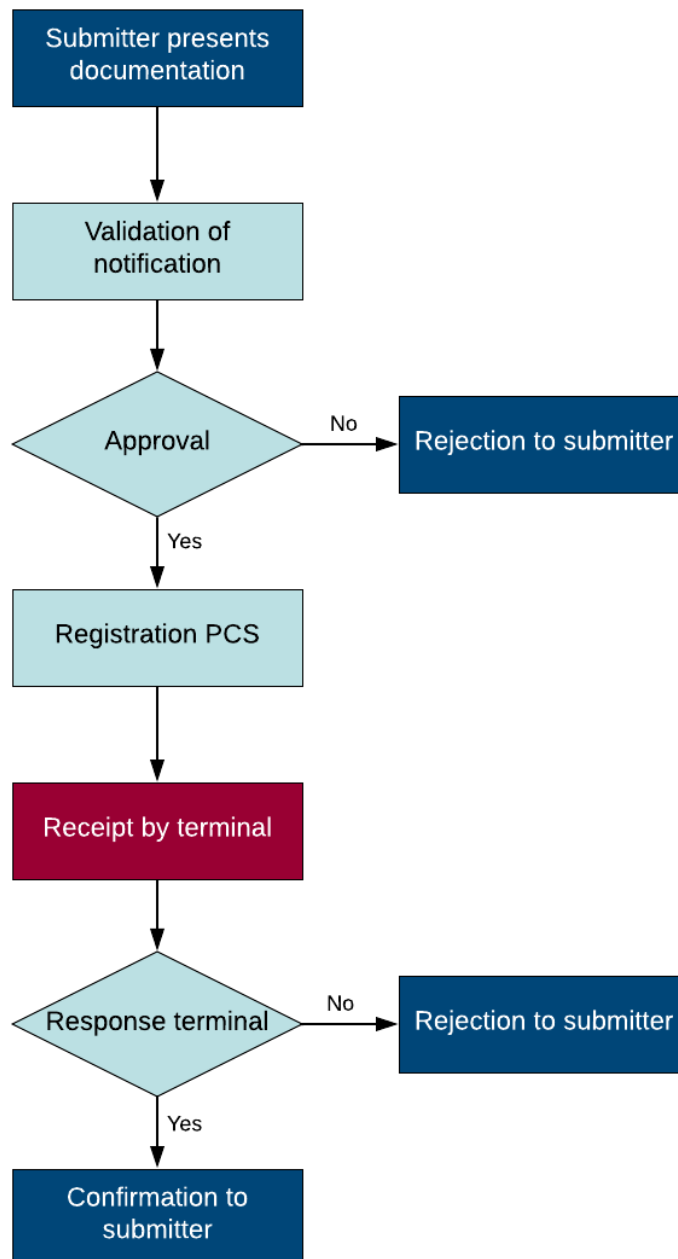 Submitter presents
documentation
Validation of
notification
Approval
No
Rejection to submitter
Yes
Registration PCS
Receipt by terminal
Response terminal
No
Rejection to submitter
Yes
Confirmation to
submitter